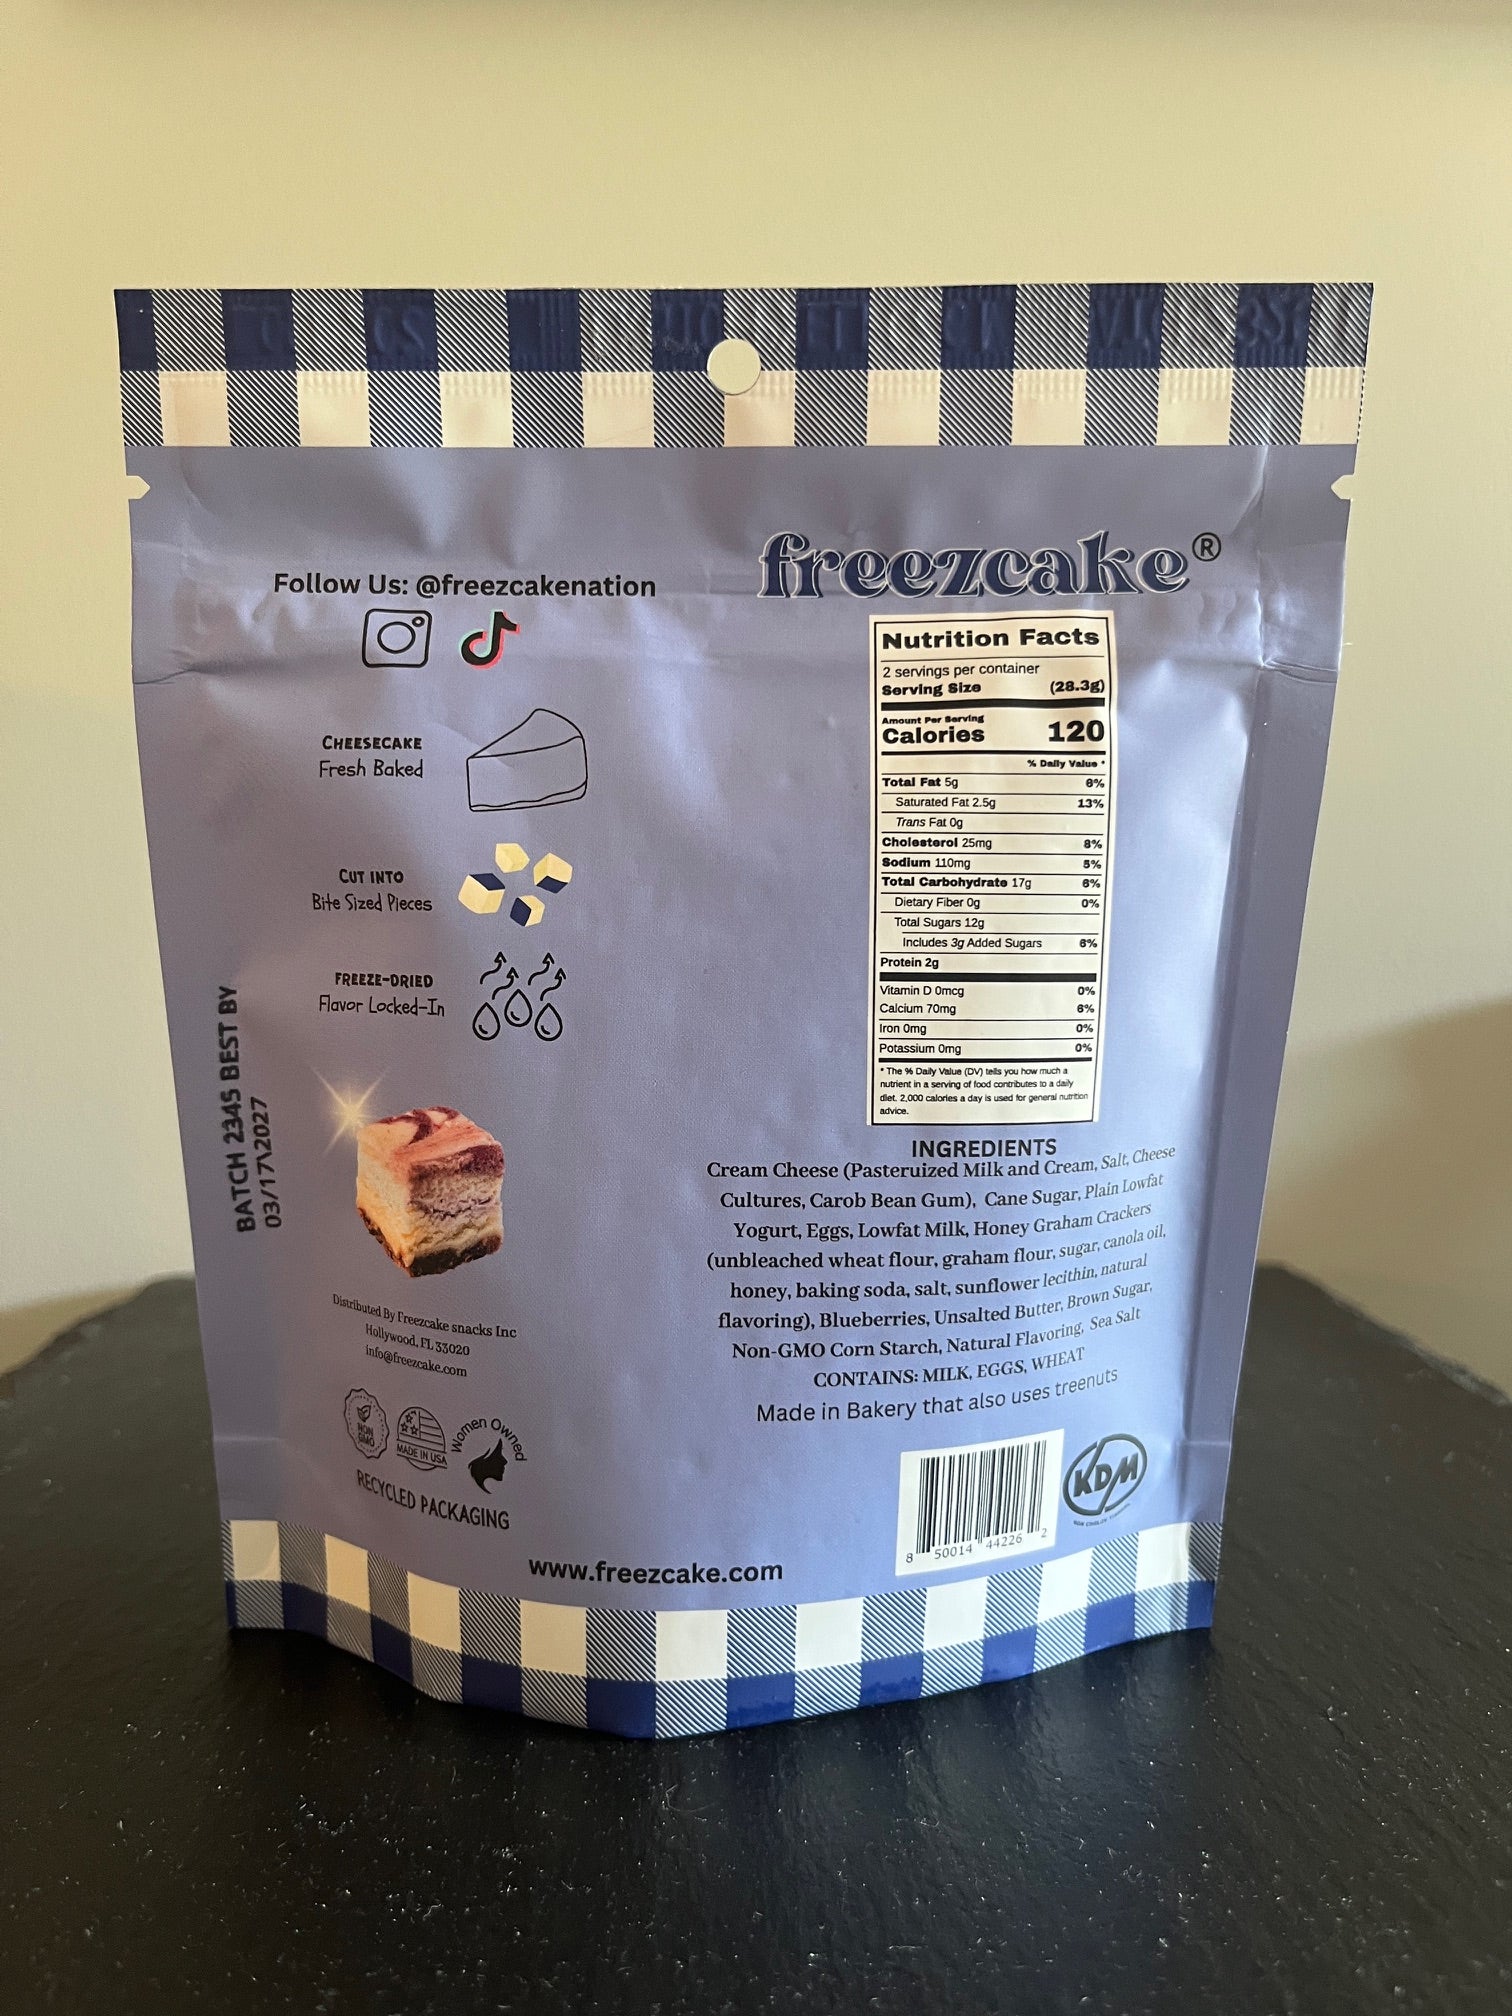 Follow Us: @freezcakenation
CHEESECAKE
Fresh Baked
CUT INTO
Bite Sized Pieces
FREEZE-DRIED
Flavor Locked-In
BATCH 2345 BEST BY
03/17\2027
Distributed By Freezcake snacks Inc
Hollywood, FL 33020
info@freezcake.com
NON
GMO
MADE IN USA
Women Owned
RECYCLED PACKAGING
www.freezcake.com
freezcake®
Nutrition Facts
2 servings per container
Serving Size (28.3g)
Amount Per Serving
Calories 120
% Daily Value *
Total Fat 5g 6%
Saturated Fat 2.5g 13%
Trans Fat 0g
Cholesterol 25mg 8%
Sodium 110mg 5%
Total Carbohydrate 17g 6%
Dietary Fiber 0g 0%
Total Sugars 12g
Includes 3g Added Sugars 6%
Protein 2g
Vitamin D 0mcg 0%
Calcium 70mg 6%
Iron 0mg 0%
Potassium 0mg 0%
* The % Daily Value (DV) tells you how much a
nutrient in a serving of food contributes to a daily
diet. 2,000 calories a day is used for general nutrition
advice.
INGREDIENTS
Cream Cheese (Pasteruized Milk and Cream, Salt, Cheese
Cultures, Carob Bean Gum), Cane Sugar, Plain Lowfat
Yogurt, Eggs, Lowfat Milk, Honey Graham Crackers
(unbleached wheat flour, graham flour, sugar, canola oil,
honey, baking soda, salt, sunflower lecithin, natural
flavoring), Blueberries, Unsalted Butter, Brown Sugar,
Non-GMO Corn Starch, Natural Flavoring, Sea Salt
CONTAINS: MILK, EGGS, WHEAT
Made in Bakery that also uses treenuts
8 50014 44226 2
KDM